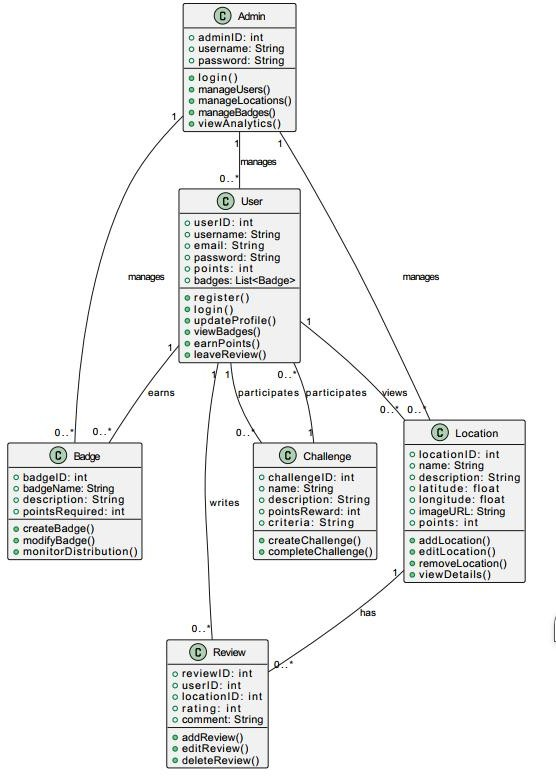 C Admin
adminID: int
username: String
password: String
login()
manageUsers()
manageLocations()
manageBadges()
viewAnalytics()
1
1
1
manages
0..*
C User
userID: int
username: String
email: String
password: String
points: int
badges: List<Badge>
register()
login()
updateProfile()
viewBadges()
earnPoints()
leaveReview()
manages
manages
1
1
1
1
0..*
earns
participates
participates
views
0..*
0..*
0..*
1
0..*
0..*
C Badge
badgeID: int
badgeName: String
description: String
pointsRequired: int
createBadge()
modifyBadge()
monitorDistribution()
C Challenge
challengeID: int
name: String
description: String
pointsReward: int
criteria: String
createChallenge()
completeChallenge()
C Location
locationID: int
name: String
description: String
latitude: float
longitude: float
imageURL: String
points: int
addLocation()
editLocation()
removeLocation()
viewDetails()
writes
1
has
0..*
0..*
C Review
reviewID: int
userID: int
locationID: int
rating: int
comment: String
addReview()
editReview()
deleteReview()